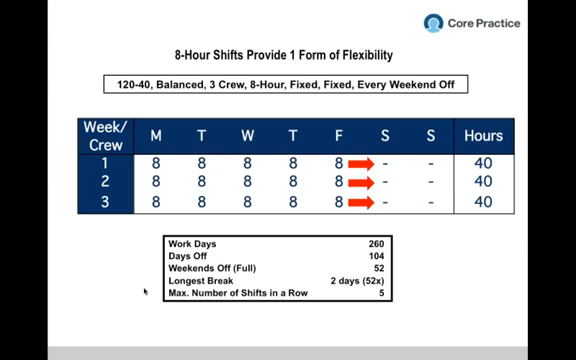 Core Practice
8-Hour Shifts Provide 1 Form of Flexibility
120-40, Balanced, 3 Crew, 8-Hour, Fixed, Fixed, Every Weekend Off
Week/ Crew M T W T F S S Hours
1 8 8 8 8 8 - - 40
2 8 8 8 8 8 - - 40
3 8 8 8 8 8 - - 40
Work Days 260
Days Off 104
Weekends Off (Full) 52
Longest Break 2 days (52x)
Max. Number of Shifts in a Row 5